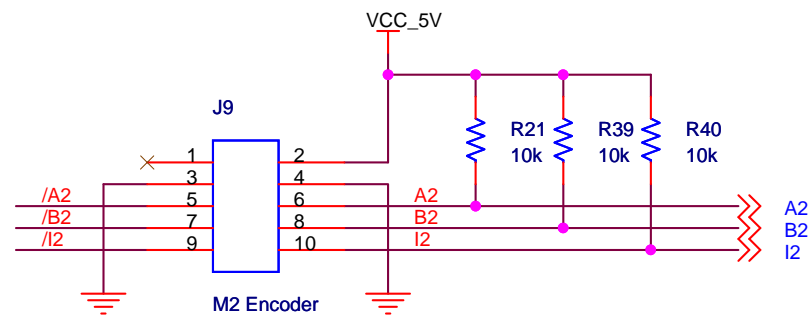 VCC_5V
J9
R21
R39
R40
10k
10k
10k
1
2
3
4
/A2
5
6
A2
A2
/B2
7
8
B2
B2
/I2
9
10
I2
I2
M2 Encoder